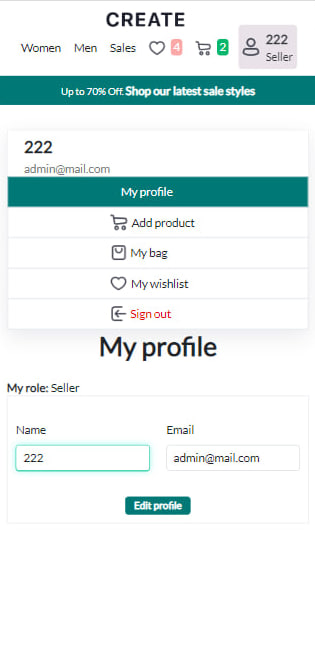 CREATE
Women Men Sales 4 2 222
Seller
Up to 70% Off. Shop our latest sale styles
222
admin@mail.com
My profile
Add product
My bag
My wishlist
Sign out
My profile
My role: Seller
Name Email
222 admin@mail.com
Edit profile